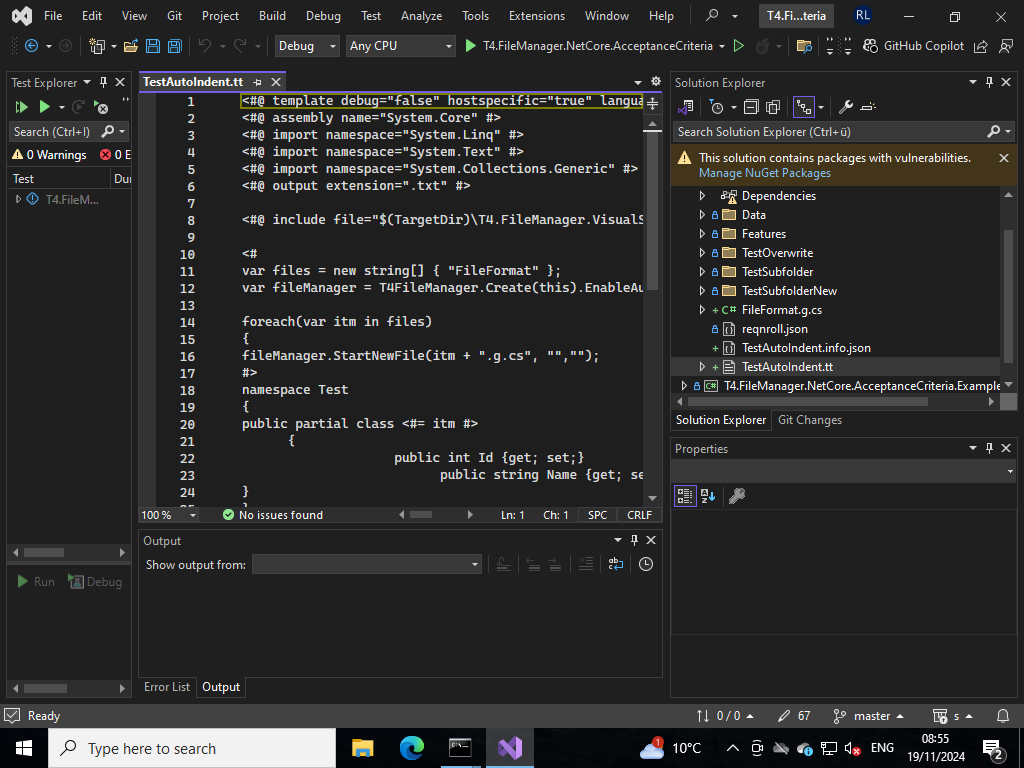 File Edit View Git Project Build Debug Test Analyze Tools Extensions Window Help T4.Fi...teria RL
Debug Any CPU T4.FileManager.NetCore.AcceptanceCriteria GitHub Copilot
Test Explorer
Search (Ctrl+I)
0 Warnings 0 E
Test Du
T4.FileM...
Run Debug
TestAutoIndent.tt
1 <#@ template debug="false" hostspecific="true" langua
2 <#@ assembly name="System.Core" #>
3 <#@ import namespace="System.Linq" #>
4 <#@ import namespace="System.Text" #>
5 <#@ import namespace="System.Collections.Generic" #>
6 <#@ output extension=".txt" #>
7
8 <#@ include file="$(TargetDir)\T4.FileManager.VisualS
9
10 <#
11 var files = new string[] { "FileFormat" };
12 var fileManager = T4FileManager.Create(this).EnableAu
13
14 foreach(var itm in files)
15 {
16 fileManager.StartNewFile(itm + ".g.cs", "","");
17 #>
18 namespace Test
19 {
20 public partial class <#= itm #>
21 {
22 public int Id {get; set;}
23 public string Name {get; se
24 }
100 % No issues found Ln: 1 Ch: 1 SPC CRLF
Output
Show output from:
Error List Output
Solution Explorer
Search Solution Explorer (Ctrl+ü)
This solution contains packages with vulnerabilities.
Manage NuGet Packages
Dependencies
Data
Features
TestOverwrite
TestSubfolder
TestSubfolderNew
C# FileFormat.g.cs
reqnroll.json
TestAutoIndent.info.json
TestAutoIndent.tt
C# T4.FileManager.NetCore.AcceptanceCriteria.Example
Solution Explorer Git Changes
Properties
Ready 0 / 0 67 master s
Type here to search 1 10°C ENG 08:55
19/11/2024 2